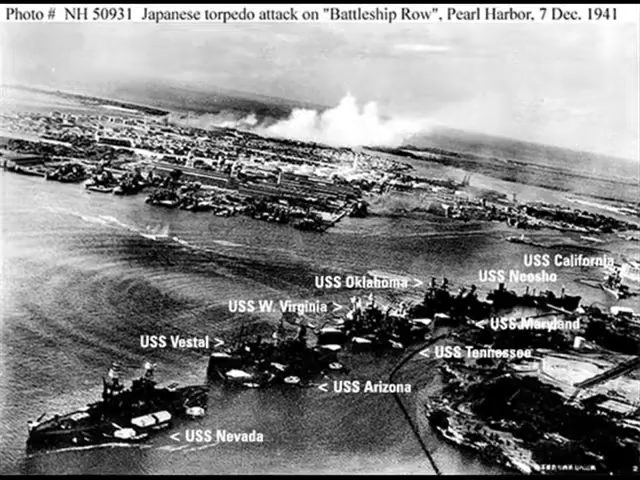 Photo # NH 50931 Japanese torpedo attack on "Battleship Row", Pearl Harbor, 7 Dec. 1941
USS California
USS Neosho
USS Oklahoma >
USS W. Virginia >
< USS Maryland
USS Vestal >
< USS Tennessee
< USS Arizona
< USS Nevada